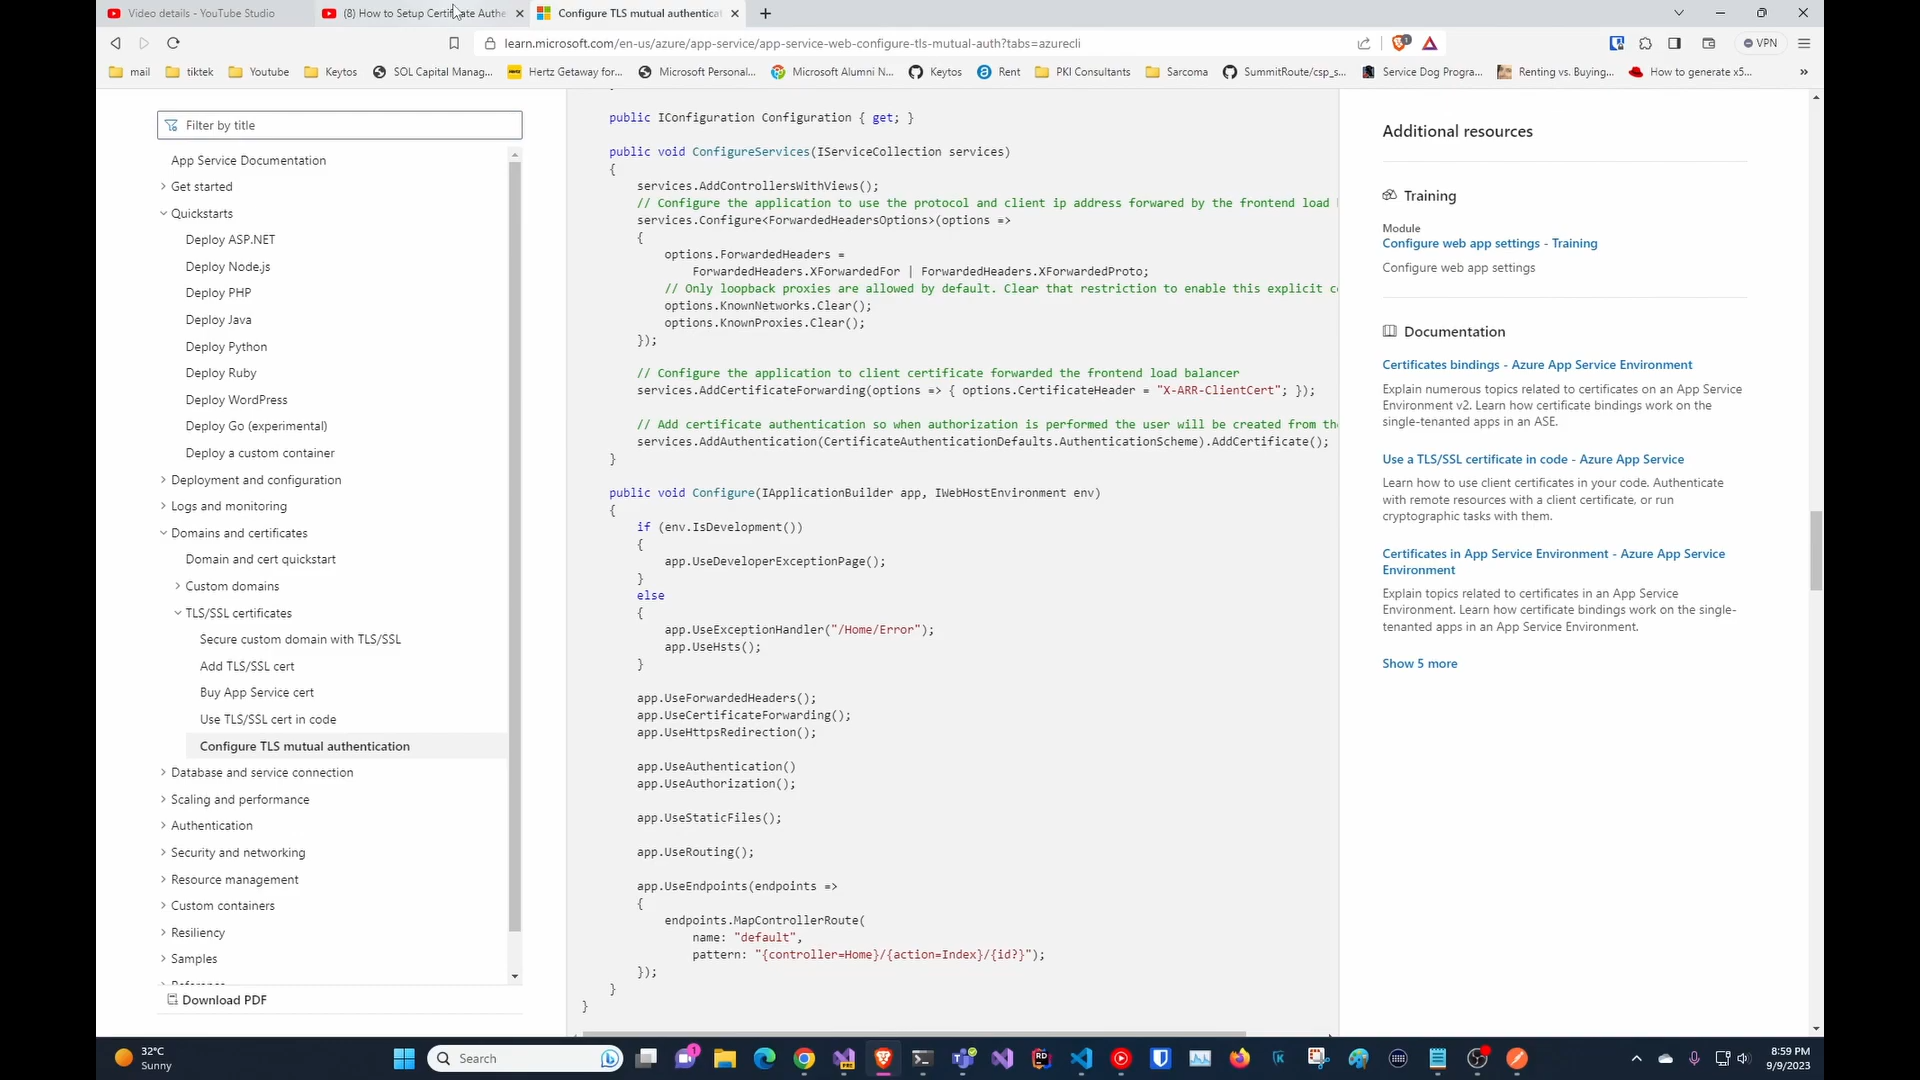 Video details - YouTube Studio
(8) How to Setup Certificate Authe
Configure TLS mutual authenticat
learn.microsoft.com/en-us/azure/app-service/app-service-web-configure-tls-mutual-auth?tabs=azurecli
1
VPN
mail
tiktek
Youtube
Keytos
SOL Capital Manag...
Hertz Getaway for...
Microsoft Personal...
Microsoft Alumni N...
Keytos
Rent
PKI Consultants
Sarcoma
SummitRoute/csp_s...
Service Dog Progra...
Renting vs. Buying...
How to generate x5...
»
Filter by title
App Service Documentation
Get started
Quickstarts
Deploy ASP.NET
Deploy Node.js
Deploy PHP
Deploy Java
Deploy Python
Deploy Ruby
Deploy WordPress
Deploy Go (experimental)
Deploy a custom container
Deployment and configuration
Logs and monitoring
Domains and certificates
Domain and cert quickstart
Custom domains
TLS/SSL certificates
Secure custom domain with TLS/SSL
Add TLS/SSL cert
Buy App Service cert
Use TLS/SSL cert in code
Configure TLS mutual authentication
Database and service connection
Scaling and performance
Authentication
Security and networking
Resource management
Custom containers
Resiliency
Samples
Download PDF
public IConfiguration Configuration { get; }
public void ConfigureServices(IServiceCollection services)
{
services.AddControllersWithViews();
// Configure the application to use the protocol and client ip address forwared by the frontend load
services.Configure<ForwardedHeadersOptions>(options =>
{
options.ForwardedHeaders =
ForwardedHeaders.XForwardedFor | ForwardedHeaders.XForwardedProto;
// Only loopback proxies are allowed by default. Clear that restriction to enable this explicit c
options.KnownNetworks.Clear();
options.KnownProxies.Clear();
});
// Configure the application to client certificate forwarded the frontend load balancer
services.AddCertificateForwarding(options => { options.CertificateHeader = "X-ARR-ClientCert"; });
// Add certificate authentication so when authorization is performed the user will be created from th
services.AddAuthentication(CertificateAuthenticationDefaults.AuthenticationScheme).AddCertificate();
}
public void Configure(IApplicationBuilder app, IWebHostEnvironment env)
{
if (env.IsDevelopment())
{
app.UseDeveloperExceptionPage();
}
else
{
app.UseExceptionHandler("/Home/Error");
app.UseHsts();
}
app.UseForwardedHeaders();
app.UseCertificateForwarding();
app.UseHttpsRedirection();
app.UseAuthentication()
app.UseAuthorization();
app.UseStaticFiles();
app.UseRouting();
app.UseEndpoints(endpoints =>
{
endpoints.MapControllerRoute(
name: "default",
pattern: "{controller=Home}/{action=Index}/{id?}");
});
}
}
Additional resources
Training
Module
Configure web app settings - Training
Configure web app settings
Documentation
Certificates bindings - Azure App Service Environment
Explain numerous topics related to certificates on an App Service
Environment v2. Learn how certificate bindings work on the
single-tenanted apps in an ASE.
Use a TLS/SSL certificate in code - Azure App Service
Learn how to use client certificates in your code. Authenticate
with remote resources with a client certificate, or run
cryptographic tasks with them.
Certificates in App Service Environment - Azure App Service
Environment
Explain topics related to certificates in an App Service
Environment. Learn how certificate bindings work on the single-
tenanted apps in an App Service Environment.
Show 5 more
32°C
Sunny
Search
8:59 PM
9/9/2023